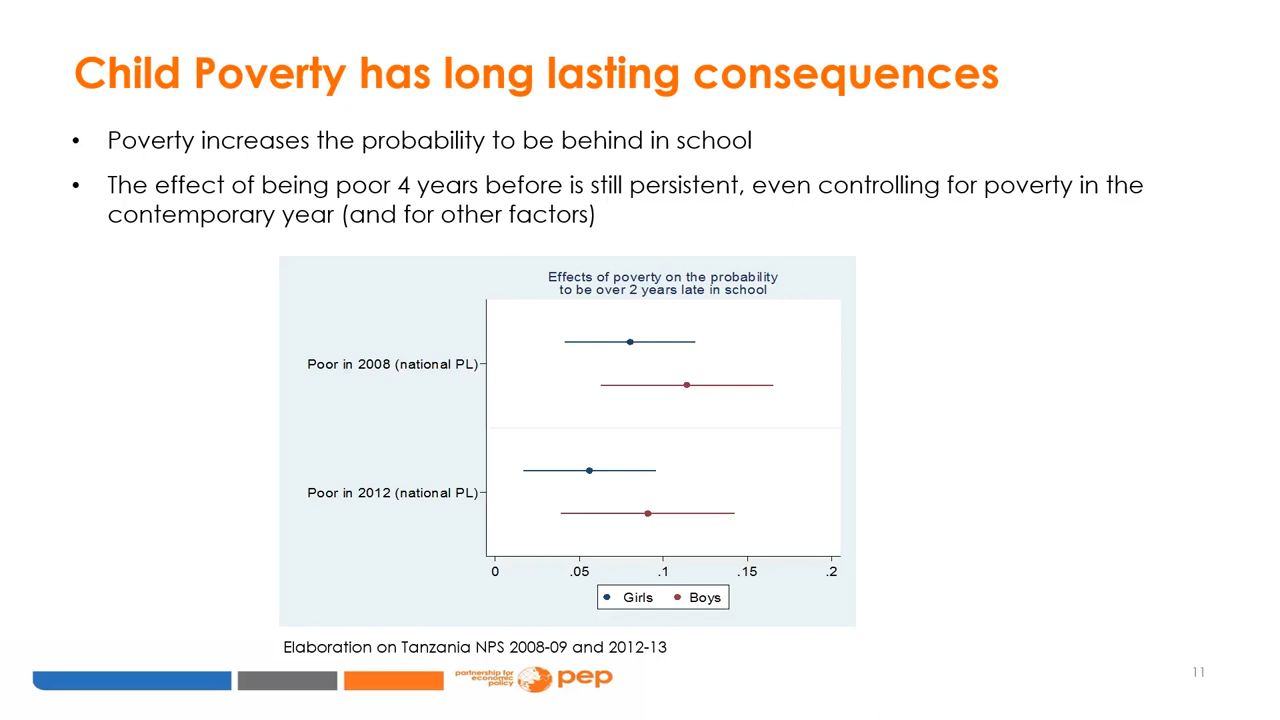 Child Poverty has long lasting consequences
• Poverty increases the probability to be behind in school
• The effect of being poor 4 years before is still persistent, even controlling for poverty in the
contemporary year (and for other factors)
Effects of poverty on the probability
to be over 2 years late in school
Poor in 2008 (national PL)
Poor in 2012 (national PL)
0 .05 .1 .15 .2
Girls Boys
Elaboration on Tanzania NPS 2008-09 and 2012-13
partnership for
economic
policy
pep
11